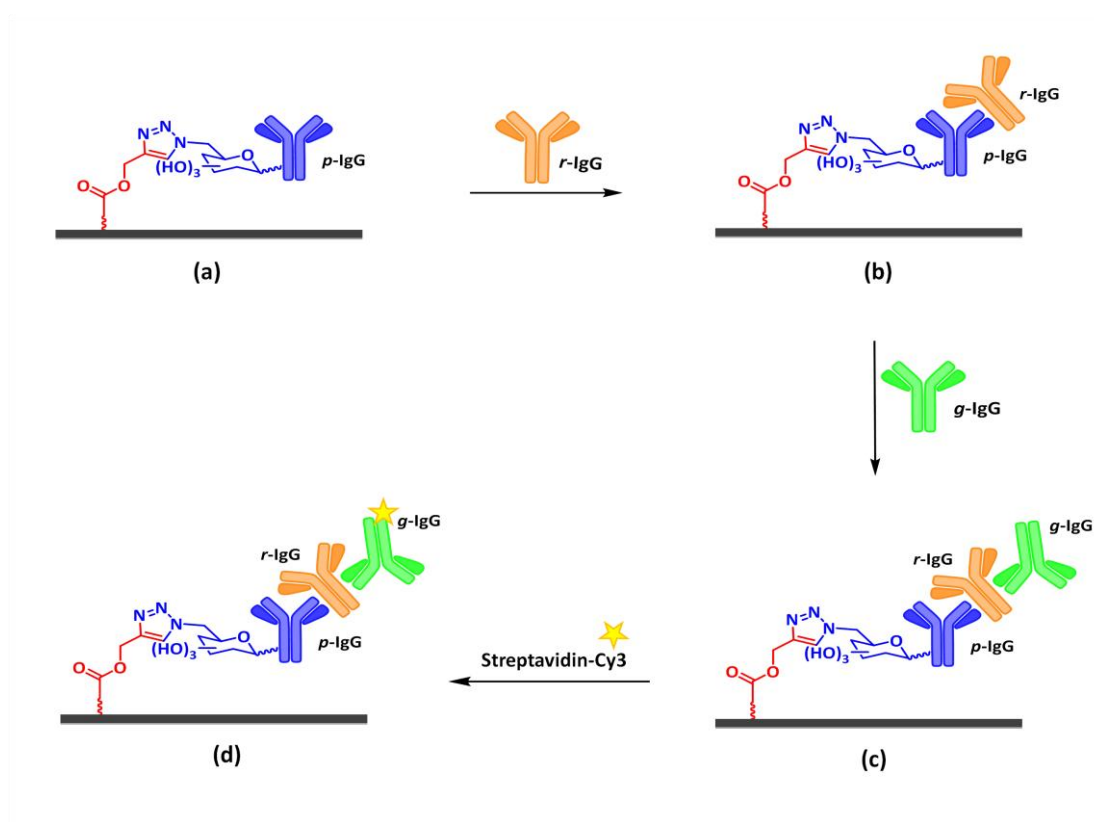 N
N
N
O
(HO)3
O
O
p-IgG
(a)
r-IgG
N
N
N
O
(HO)3
O
O
r-IgG
p-IgG
(b)
g-IgG
N
N
N
O
(HO)3
O
O
g-IgG
r-IgG
p-IgG
(c)
Streptavidin-Cy3
N
N
N
O
(HO)3
O
O
g-IgG
r-IgG
p-IgG
(d)